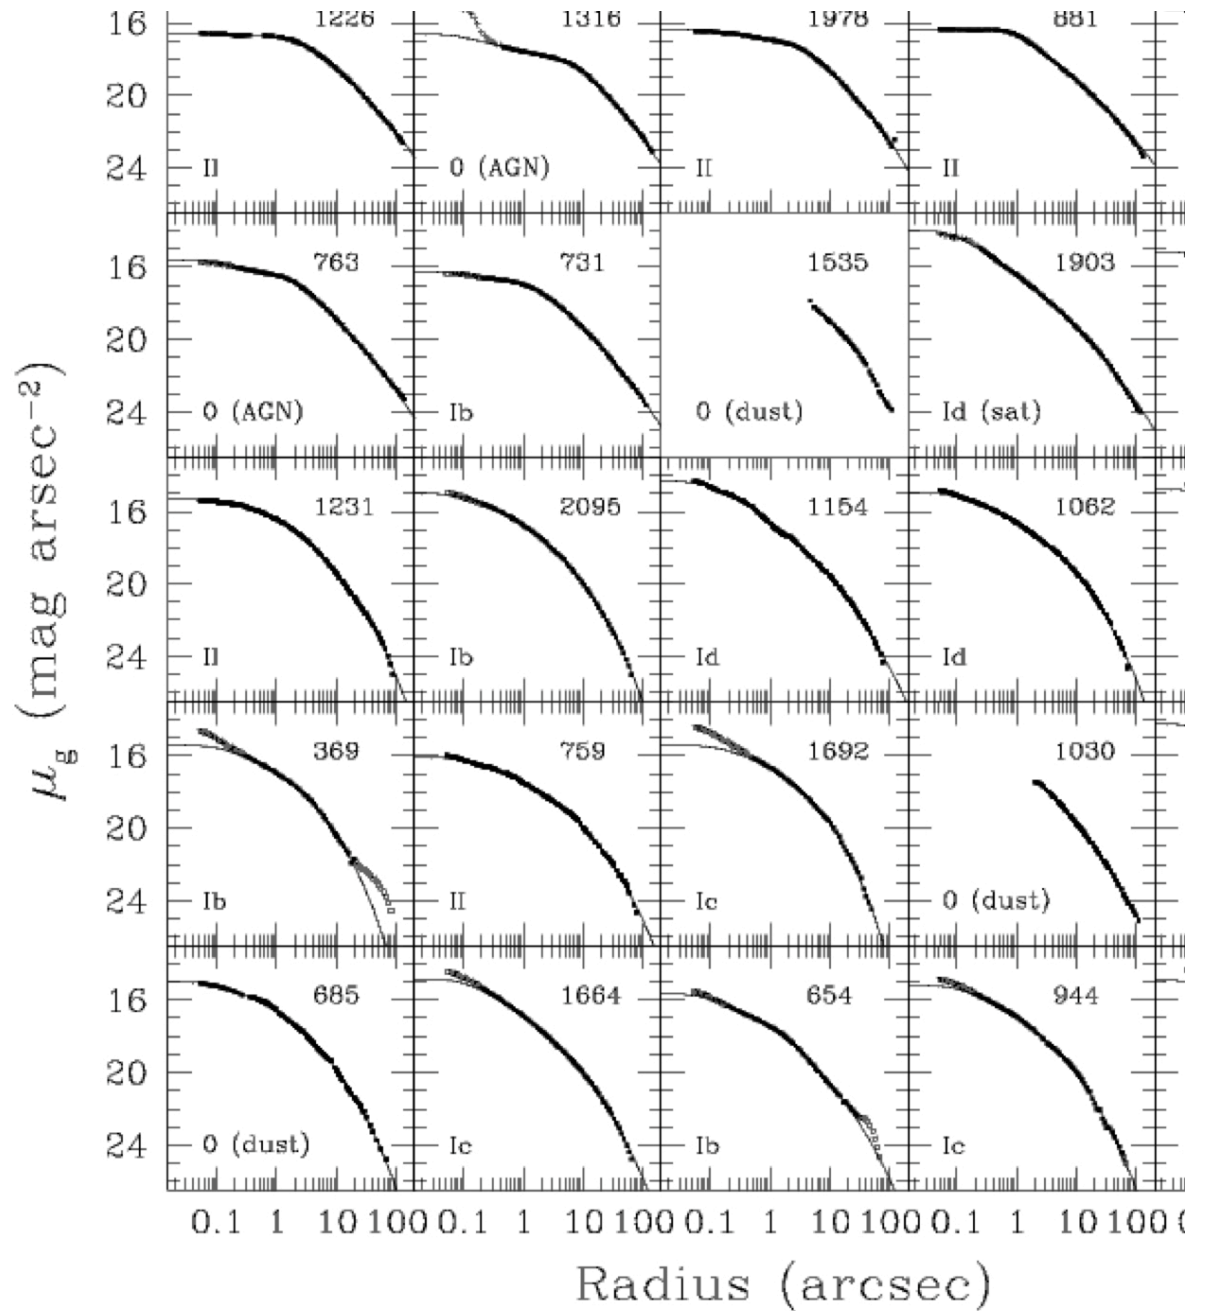 16 1226 1316 1978 881
20
24 II 0 (AGN) II II
16 763 731 1535 1903
20
24 0 (AGN) Ib 0 (dust) Id (sat)
16 1231 2095 1154 1062
20
24 II Ib Id Id
16 369 759 1692 1030
20
24 Ib II Ic 0 (dust)
16 685 1664 654 944
20
24 0 (dust) Ic Ib Ic
0.1 1 10 100 0.1 1 10 100 0.1 1 10 100 0.1 1 10 100
μg (mag arsec−2)
Radius (arcsec)